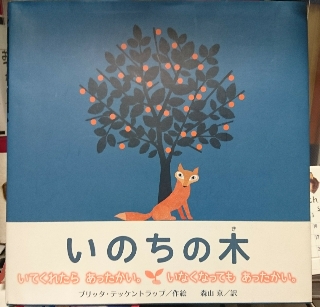 いのちの木
いてくれたら あったかい。 いなくなっても あったかい。
ブリッタ・テッケントラップ／作絵 森山 京／訳